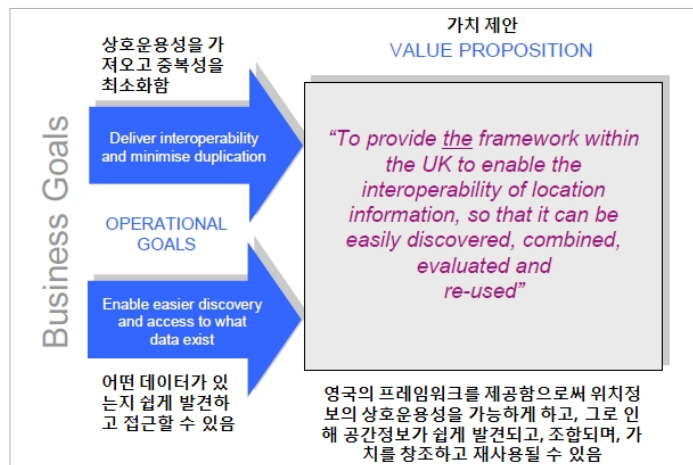 상호운용성을 가
져오고 중복성을
최소화함
가치 제안
VALUE PROPOSITION
Business Goals
Deliver interoperability
and minimise duplication
OPERATIONAL
GOALS
Enable easier discovery
and access to what
data exist
어떤 데이터가 있
는지 쉽게 발견하
고 접근할 수 있음
“To provide the framework within
the UK to enable the
interoperability of location
information, so that it can be
easily discovered, combined,
evaluated and
re-used”
영국의 프레임워크를 제공함으로써 위치정
보의 상호운용성을 가능하게 하고, 그로 인
해 공간정보가 쉽게 발견되고, 조합되며, 가
치를 창조하고 재사용될 수 있음